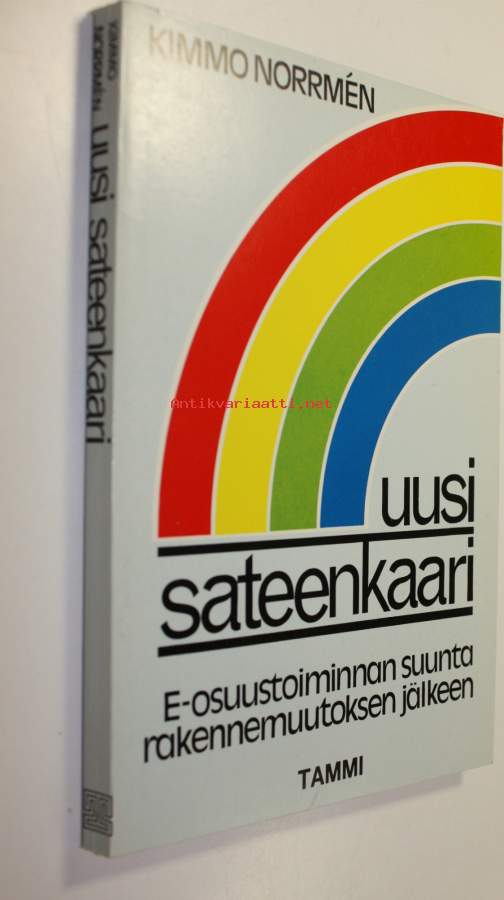 KIMMO NORRMÉN
uusi
sateenkaari
E-osuustoiminnan suunta
rakennemuutoksen jälkeen
TAMMI
KIMMO
NORRMÉN
uusi sateenkaari
Antikvariaatti.net